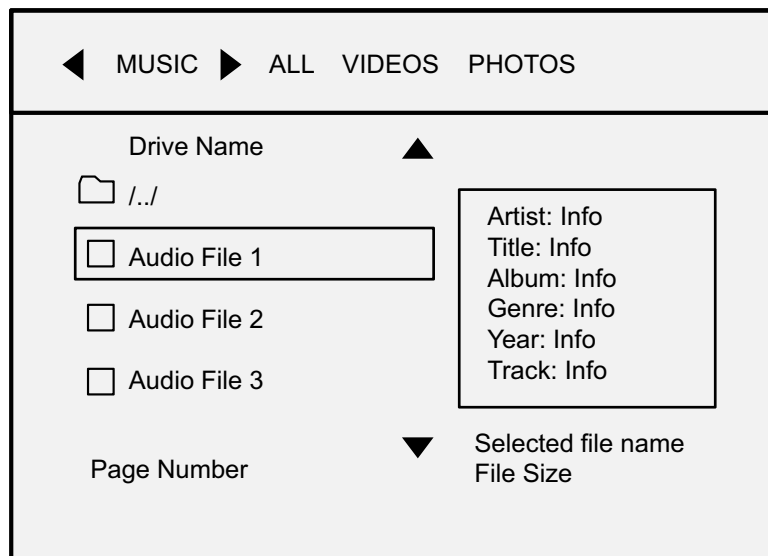 MUSIC ALL VIDEOS PHOTOS
Drive Name
/../
Audio File 1
Audio File 2
Audio File 3
Page Number
Artist: Info
Title: Info
Album: Info
Genre: Info
Year: Info
Track: Info
Selected file name
File Size